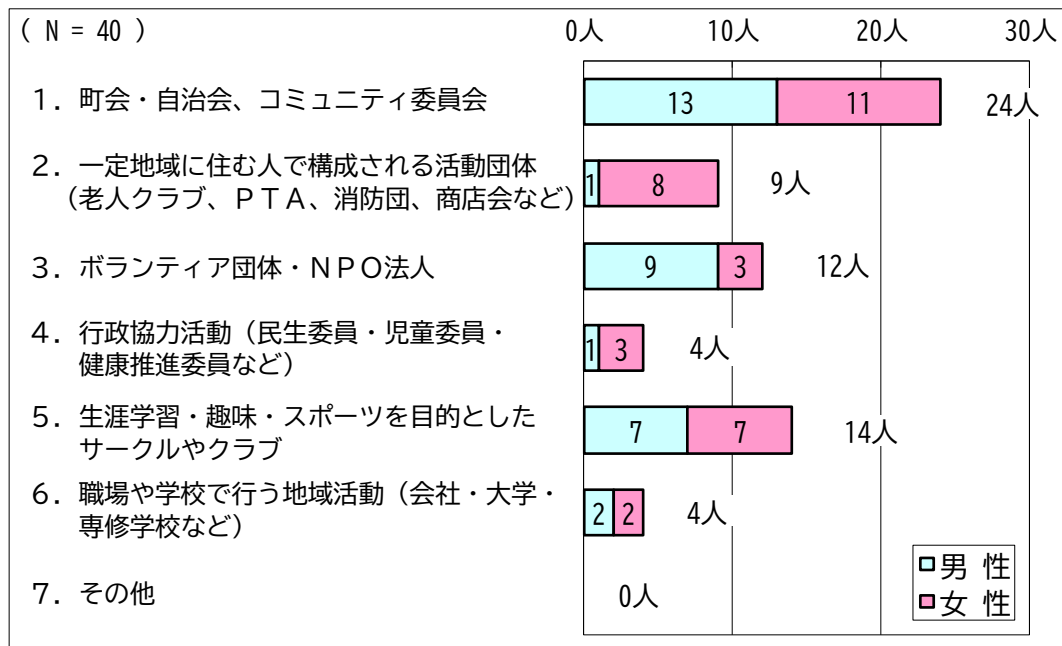 ( N = 40 )
0人 10人 20人 30人
1．町会・自治会、コミュニティ委員会
13 11 24人
2．一定地域に住む人で構成される活動団体
（老人クラブ、ＰＴＡ、消防団、商店会など）
1 8 9人
3．ボランティア団体・ＮＰＯ法人
9 3 12人
4．行政協力活動（民生委員・児童委員・
健康推進委員など）
1 3 4人
5．生涯学習・趣味・スポーツを目的とした
サークルやクラブ
7 7 14人
6．職場や学校で行う地域活動（会社・大学・
専修学校など）
2 2 4人
7．その他
0人
男 性
女 性